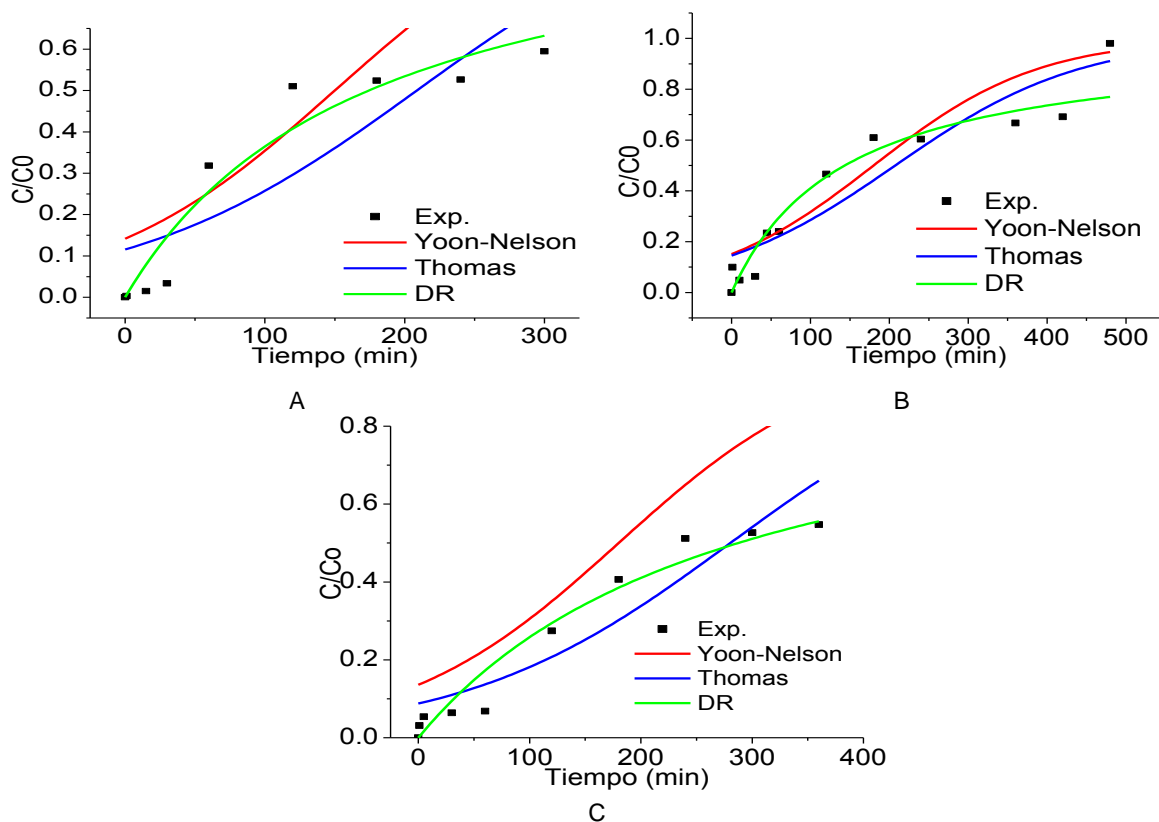 0.6
0.5
0.4
0.3
0.2
0.1
0.0
C/C0
Exp.
Yoon-Nelson
Thomas
DR
0 100 200 300
Tiempo (min)
A
1.0
0.8
0.6
0.4
0.2
0.0
C/C0
Exp.
Yoon-Nelson
Thomas
DR
0 100 200 300 400 500
Tiempo (min)
B
0.8
0.6
0.4
0.2
0.0
C/Co
Exp.
Yoon-Nelson
Thomas
DR
0 100 200 300 400
Tiempo (min)
C